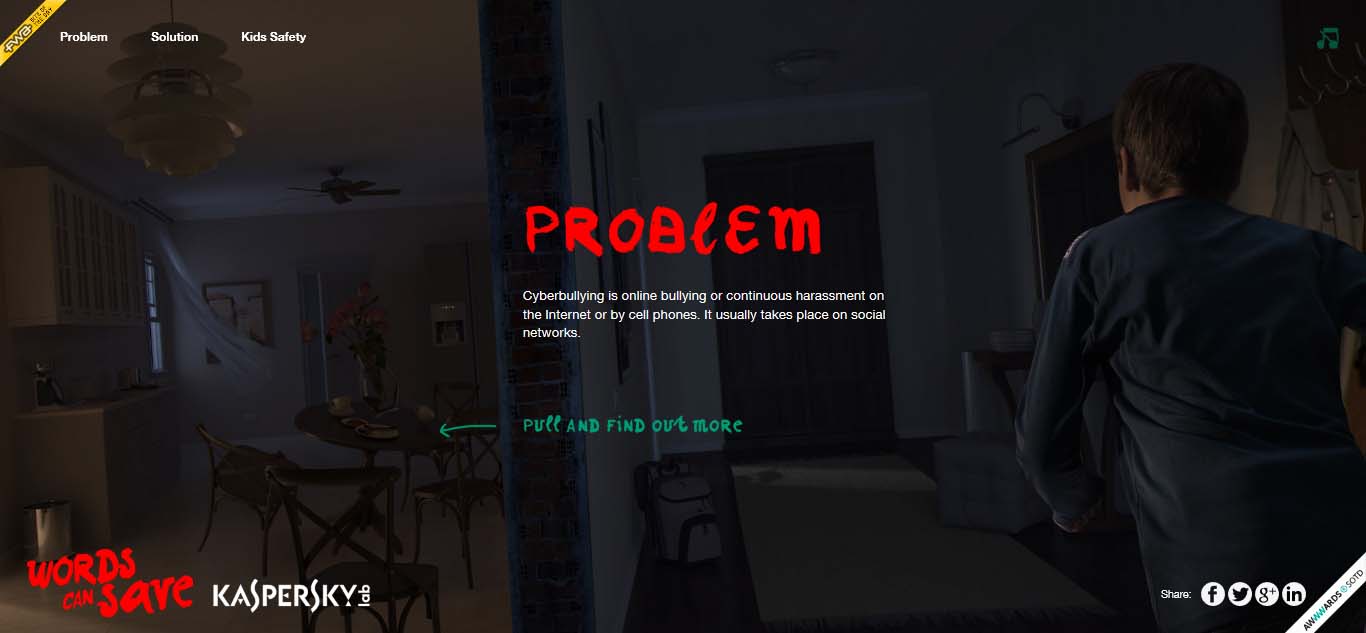 FWA SITE OF THE DAY
Problem Solution Kids Safety
PROBLEM
Cyberbullying is online bullying or continuous harassment on
the Internet or by cell phones. It usually takes place on social
networks.
Pull AND FiND OUT MORE
WORDS
CAN save
KASPERSKY lab
Share: f g+ in
AWWWARDS SOTD